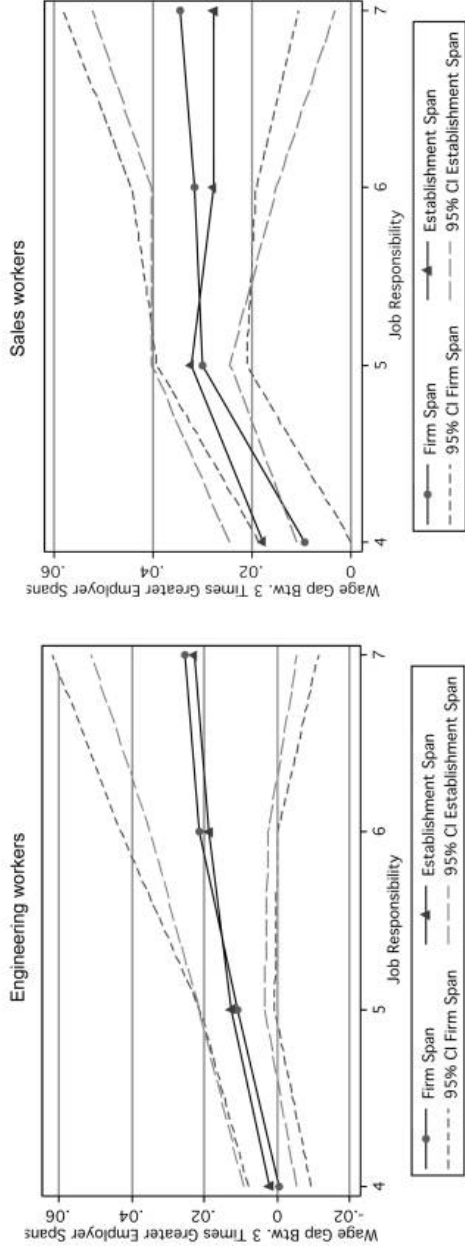 Engineering workers
Wage Gap Btw. 3 Times Greater Employer Spans
.06
.04
.02
0
-.02
4
5
6
7
Job Responsibility
Firm Span
Establishment Span
95% CI Firm Span
95% CI Establishment Span
Sales workers
Wage Gap Btw. 3 Times Greater Employer Spans
.06
.04
.02
0
4
5
6
7
Job Responsibility
Firm Span
Establishment Span
95% CI Firm Span
95% CI Establishment Span